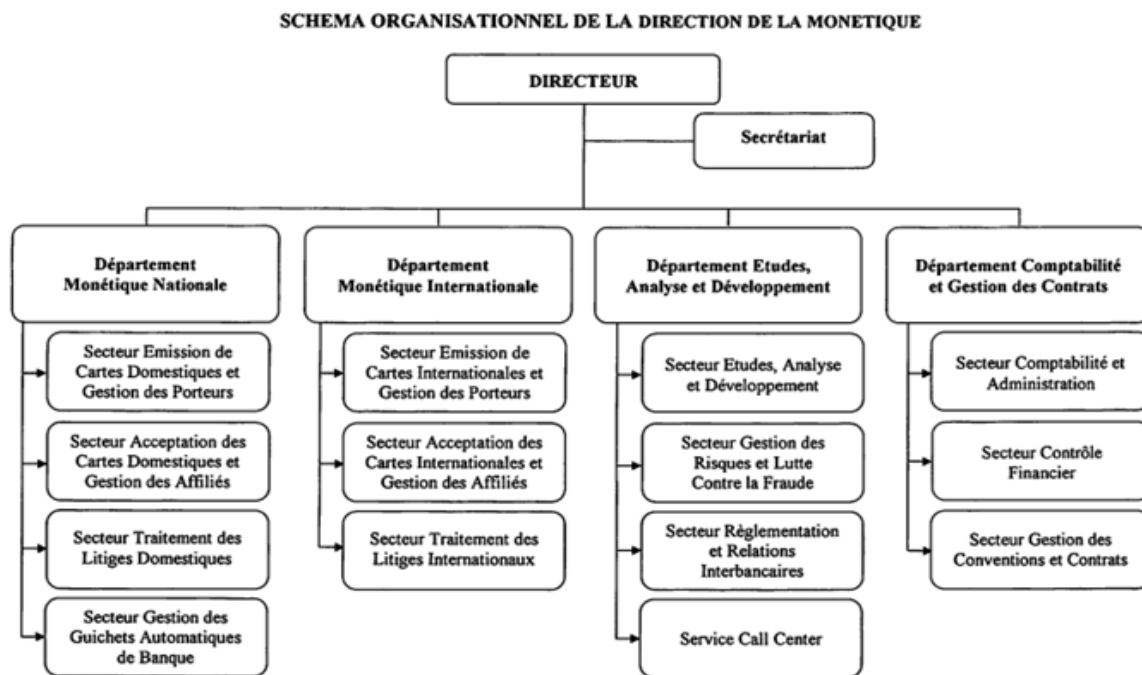 SCHEMA ORGANISATIONNEL DE LA DIRECTION DE LA MONETIQUE
DIRECTEUR
Secrétariat
Département
Monétique Nationale
Secteur Emission de
Cartes Domestiques et
Gestion des Porteurs
Secteur Acceptation des
Cartes Domestiques et
Gestion des Affiliés
Secteur Traitement des
Litiges Domestiques
Secteur Gestion des
Guichets Automatiques
de Banque
Département
Monétique Internationale
Secteur Emission de
Cartes Internationales et
Gestion des Porteurs
Secteur Acceptation des
Cartes Internationales et
Gestion des Affiliés
Secteur Traitement des
Litiges Internationaux
Département Etudes,
Analyse et Développement
Secteur Etudes, Analyse
et Développement
Secteur Gestion des
Risques et Lutte
Contre la Fraude
Secteur Règlementation
et Relations
Interbancaires
Service Call Center
Département Comptabilité
et Gestion des Contrats
Secteur Comptabilité et
Administration
Secteur Contrôle
Financier
Secteur Gestion des
Conventions et Contrats